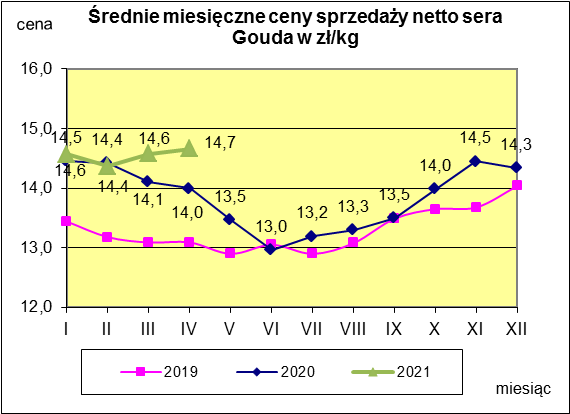 cena
Średnie miesięczne ceny sprzedaży netto sera
Gouda w zł/kg
16,0
15,0
14,0
13,0
12,0
14,5 14,4 14,6 14,7 14,5 14,3
14,6 14,4 14,1 14,0 13,5 13,0 13,2 13,3 13,5 14,0
I II III IV V VI VII VIII IX X XI XII
2019 2020 2021
miesiąc